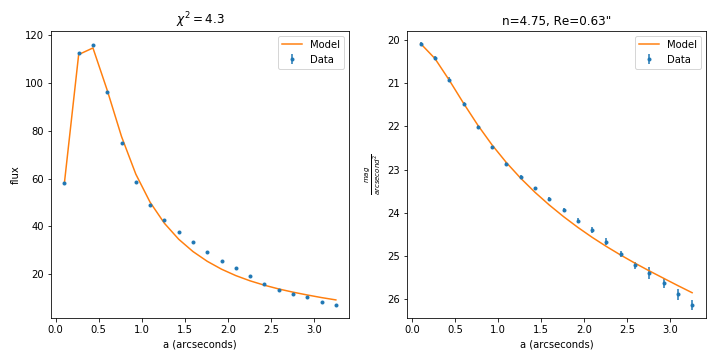 χ² = 4.3
120
100
80
60
40
20
flux
0.0 0.5 1.0 1.5 2.0 2.5 3.0
a (arcseconds)
Model
Data
n=4.75, Re=0.63"
20
21
22
23
24
25
26
mag
arcsecond²
0.0 0.5 1.0 1.5 2.0 2.5 3.0
a (arcseconds)
Model
Data